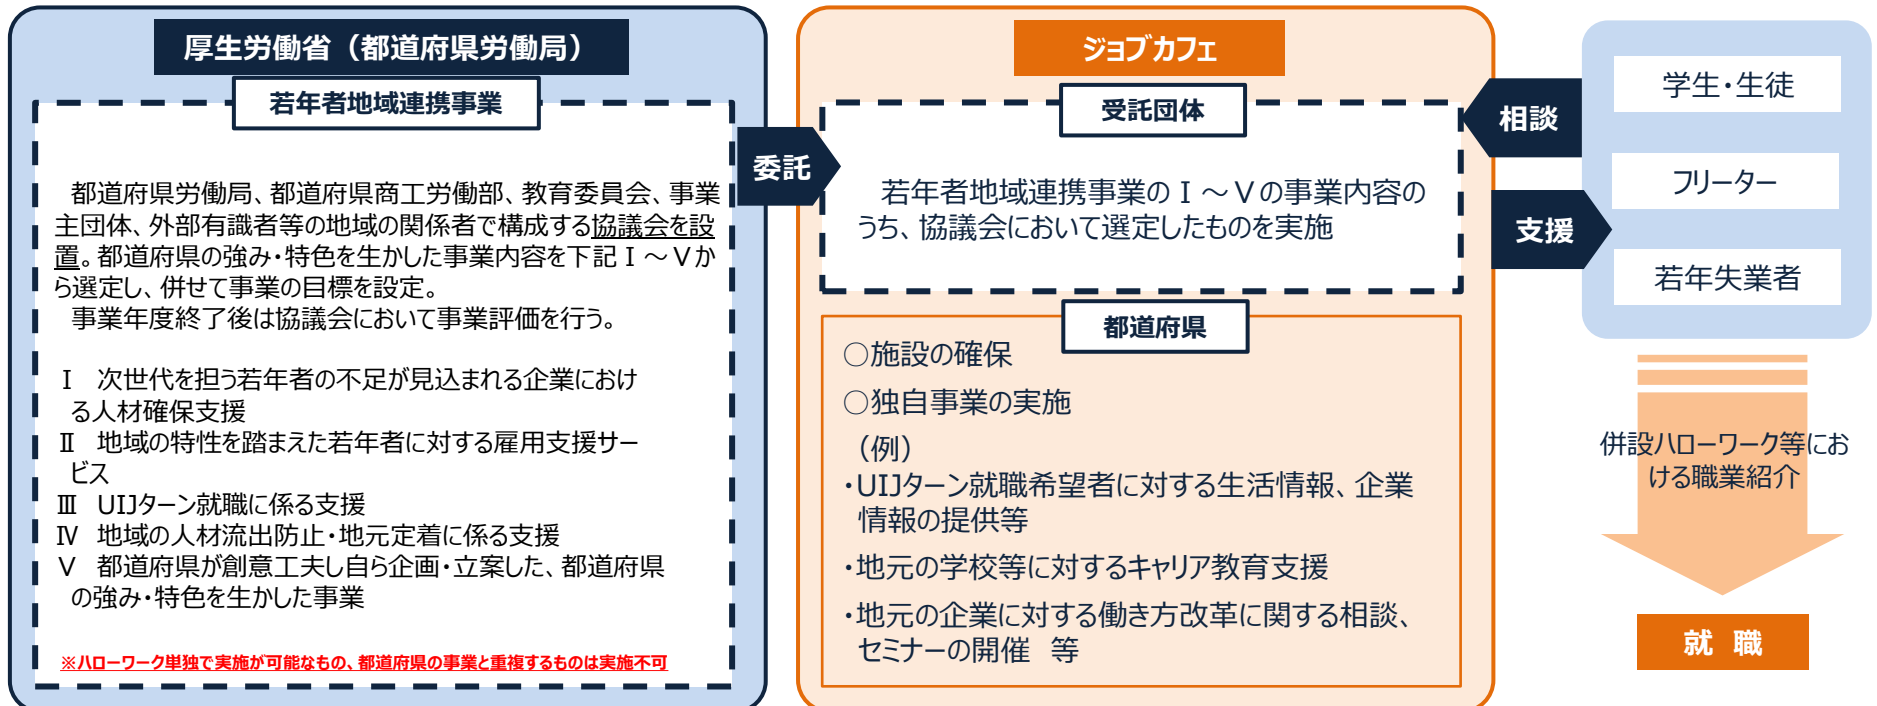 厚生労働省（都道府県労働局）
若年者地域連携事業
都道府県労働局、都道府県商工労働部、教育委員会、事業
主団体、外部有識者等の地域の関係者で構成する協議会を設
置。都道府県の強み・特色を生かした事業内容を下記Ⅰ～Ⅴか
ら選定し、併せて事業の目標を設定。
事業年度終了後は協議会において事業評価を行う。
Ⅰ 次世代を担う若年者の不足が見込まれる企業におけ
る人材確保支援
Ⅱ 地域の特性を踏まえた若年者に対する雇用支援サー
ビス
Ⅲ UIJターン就職に係る支援
Ⅳ 地域の人材流出防止・地元定着に係る支援
Ⅴ 都道府県が創意工夫し自ら企画・立案した、都道府県
の強み・特色を生かした事業
※ハローワーク単独で実施が可能なもの、都道府県の事業と重複するものは実施不可
委託
ジョブカフェ
受託団体
若年者地域連携事業のⅠ～Ⅴの事業内容の
うち、協議会において選定したものを実施
都道府県
○施設の確保
○独自事業の実施
（例）
・UIJターン就職希望者に対する生活情報、企業
情報の提供等
・地元の学校等に対するキャリア教育支援
・地元の企業に対する働き方改革に関する相談、
セミナーの開催 等
相談
支援
学生・生徒
フリーター
若年失業者
併設ハローワーク等にお
ける職業紹介
就 職